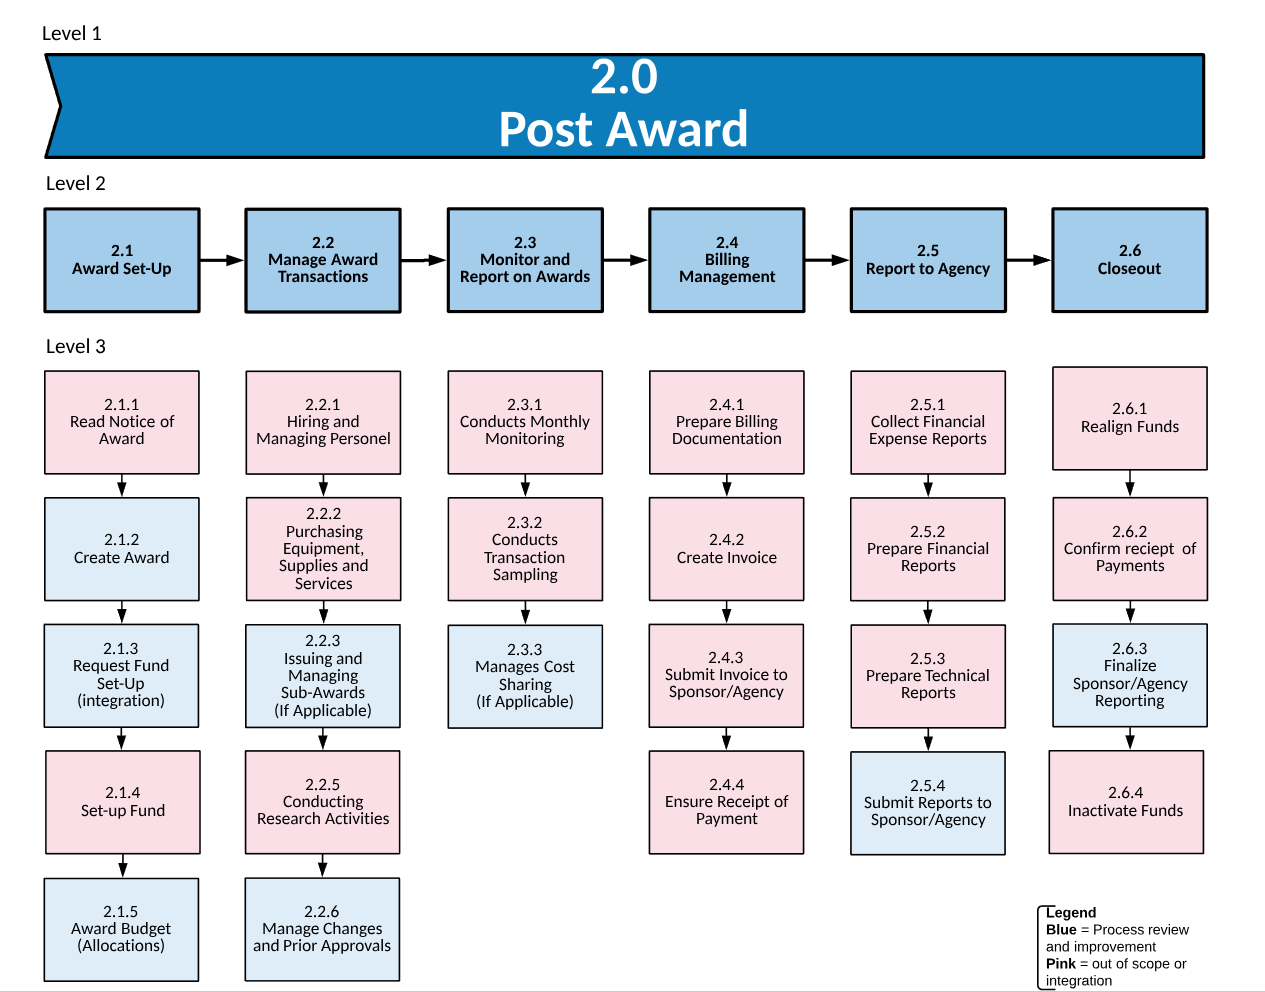 Level 1
2.0
Post Award
Level 2
2.1
Award Set-Up
2.2
Manage Award
Transactions
2.3
Monitor and
Report on Awards
2.4
Billing
Management
2.5
Report to Agency
2.6
Closeout
Level 3
2.1.1
Read Notice of
Award
2.1.2
Create Award
2.1.3
Request Fund
Set-Up
(integration)
2.1.4
Set-up Fund
2.1.5
Award Budget
(Allocations)
2.2.1
Hiring and
Managing Personel
2.2.2
Purchasing
Equipment,
Supplies and
Services
2.2.3
Issuing and
Managing
Sub-Awards
(If Applicable)
2.2.5
Conducting
Research Activities
2.2.6
Manage Changes
and Prior Approvals
2.3.1
Conducts Monthly
Monitoring
2.3.2
Conducts
Transaction
Sampling
2.3.3
Manages Cost
Sharing
(If Applicable)
2.4.1
Prepare Billing
Documentation
2.4.2
Create Invoice
2.4.3
Submit Invoice to
Sponsor/Agency
2.4.4
Ensure Receipt of
Payment
2.5.1
Collect Financial
Expense Reports
2.5.2
Prepare Financial
Reports
2.5.3
Prepare Technical
Reports
2.5.4
Submit Reports to
Sponsor/Agency
2.6.1
Realign Funds
2.6.2
Confirm reciept of
Payments
2.6.3
Finalize
Sponsor/Agency
Reporting
2.6.4
Inactivate Funds
Legend
Blue = Process review
and improvement
Pink = out of scope or
integration